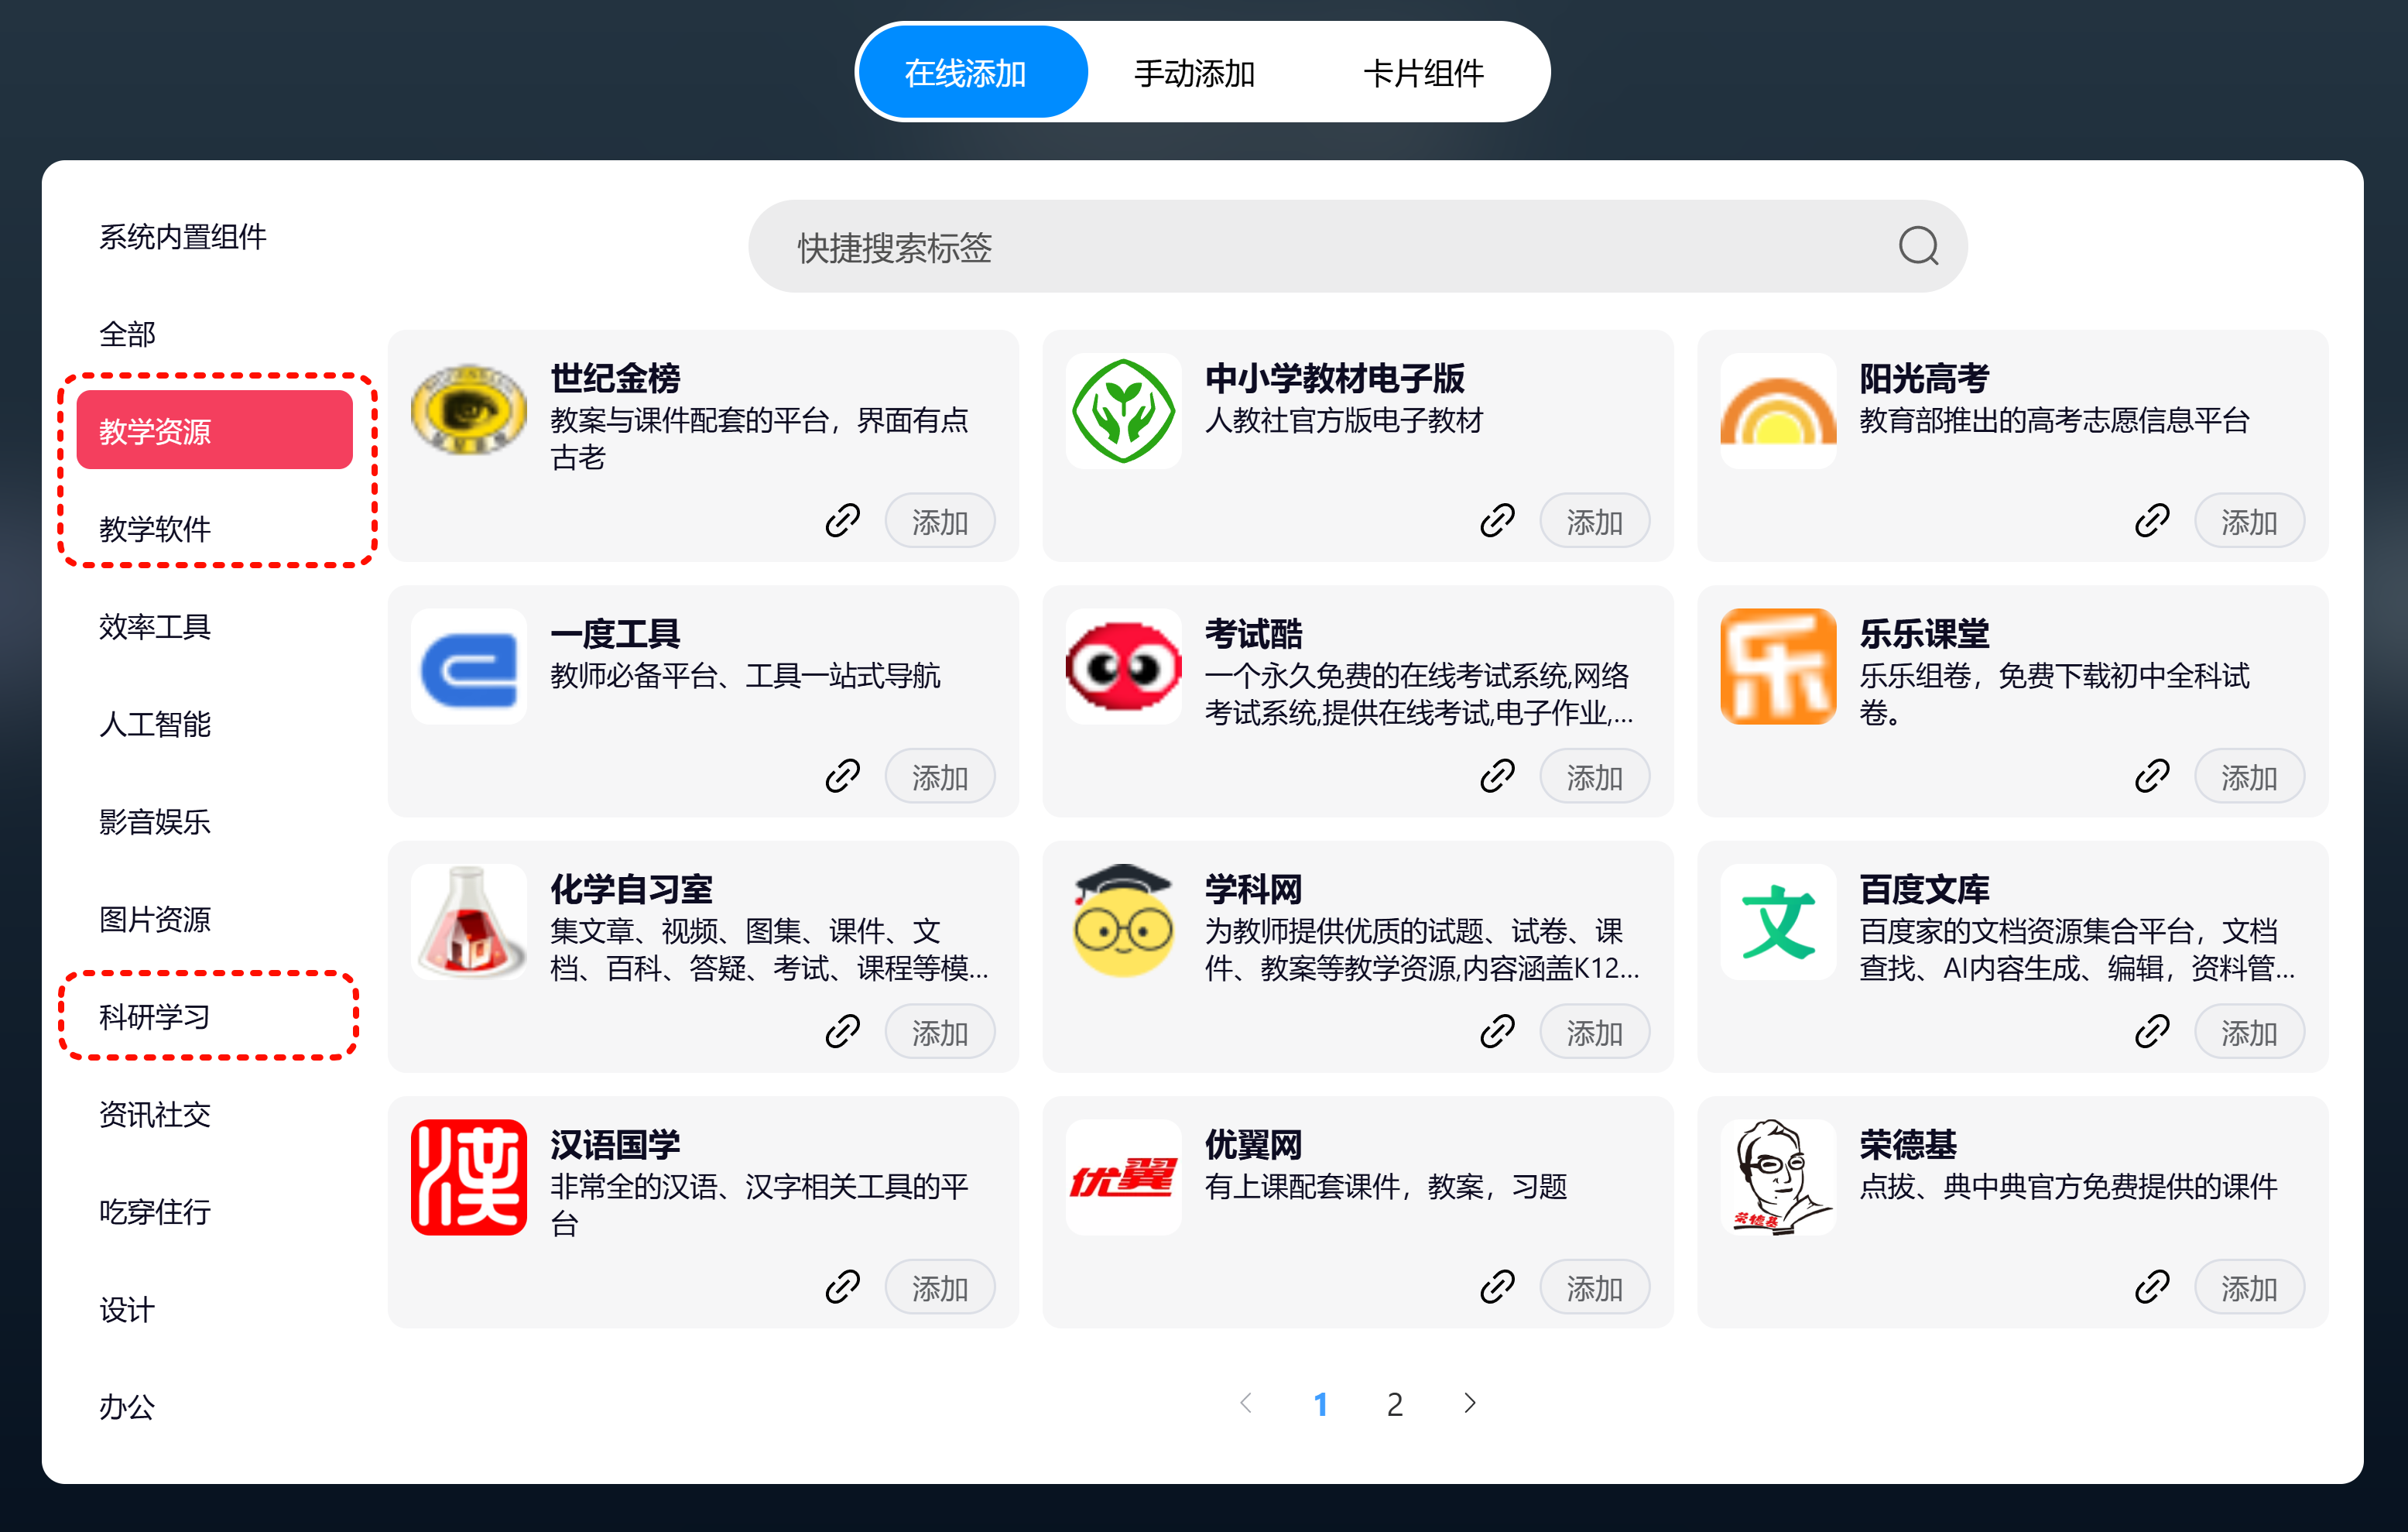 在线添加
手动添加
卡片组件
快捷搜索标签
系统内置组件
全部
教学资源
教学软件
效率工具
人工智能
影音娱乐
图片资源
科研学习
资讯社交
吃穿住行
设计
办公
世纪金榜
教案与课件配套的平台，界面有点
古老
添加
中小学教材电子版
人教社官方版电子教材
添加
阳光高考
教育部推出的高考志愿信息平台
添加
一度工具
教师必备平台、工具一站式导航
添加
考试酷
一个永久免费的在线考试系统,网络
考试系统,提供在线考试,电子作业,...
添加
乐
乐乐课堂
乐乐组卷，免费下载初中全科试
卷。
添加
化学自习室
集文章、视频、图集、课件、文
档、百科、答疑、考试、课程等模...
添加
学科网
为教师提供优质的试题、试卷、课
件、教案等教学资源,内容涵盖K12...
添加
文
百度文库
百度家的文档资源集合平台，文档
查找、AI内容生成、编辑，资料管...
添加
漢
汉语国学
非常全的汉语、汉字相关工具的平
台
添加
优翼
优翼网
有上课配套课件，教案，习题
添加
荣德基
荣德基
点拔、典中典官方免费提供的课件
添加
1
2